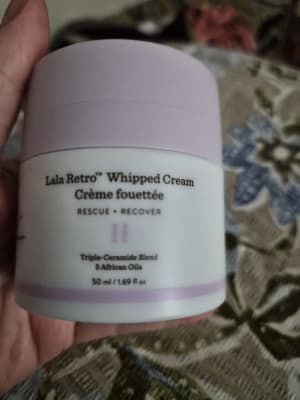 Lala Retro™ Whipped Cream
Crème fouettée
RESCUE + RECOVER
Triple-Ceramide Blend
5 African Oils
50 ml / 1.69 fl oz